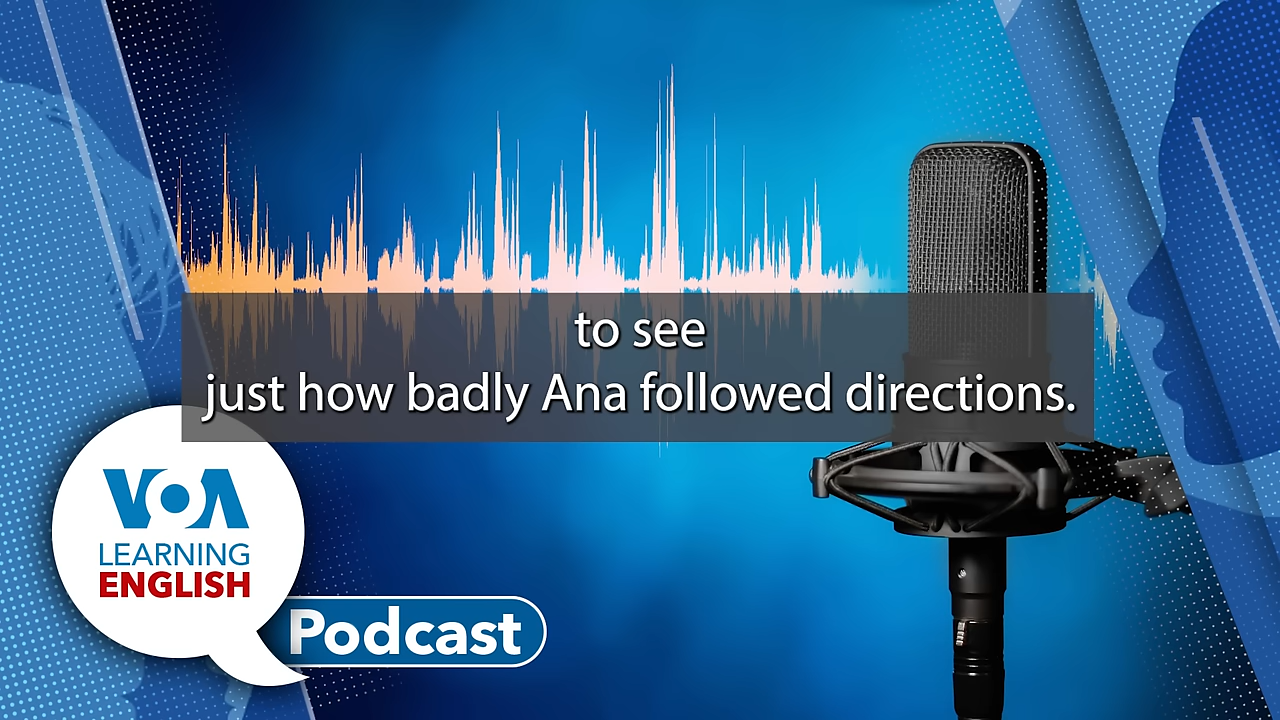 to see
just how badly Ana followed directions.
VOA
LEARNING
ENGLISH
Podcast